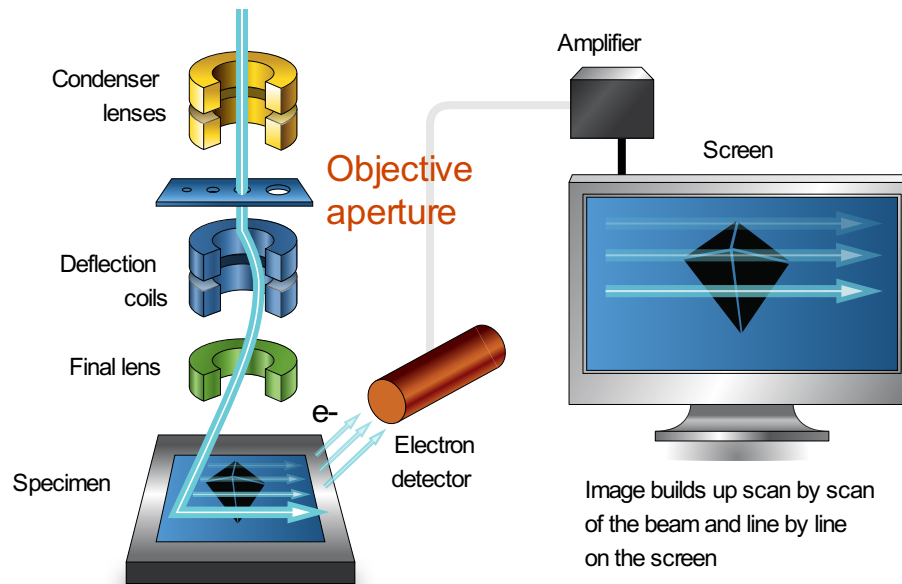 Condenser
lenses
Objective
aperture
Deflection
coils
Final lens
Specimen
e-
Electron
detector
Amplifier
Screen
Image builds up scan by scan
of the beam and line by line
on the screen